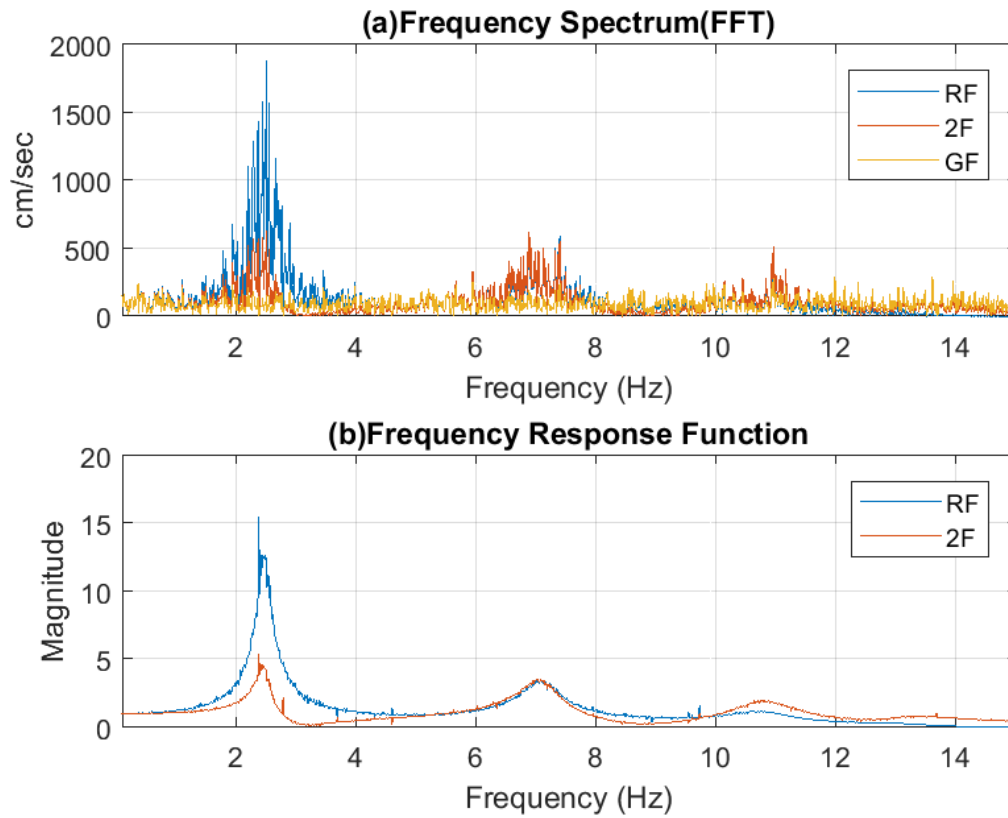 (a)Frequency Spectrum(FFT)
2000
1500
1000
500
0
cm/sec
RF
2F
GF
2 4 6 8 10 12 14
Frequency (Hz)
(b)Frequency Response Function
20
15
10
5
0
Magnitude
RF
2F
2 4 6 8 10 12 14
Frequency (Hz)